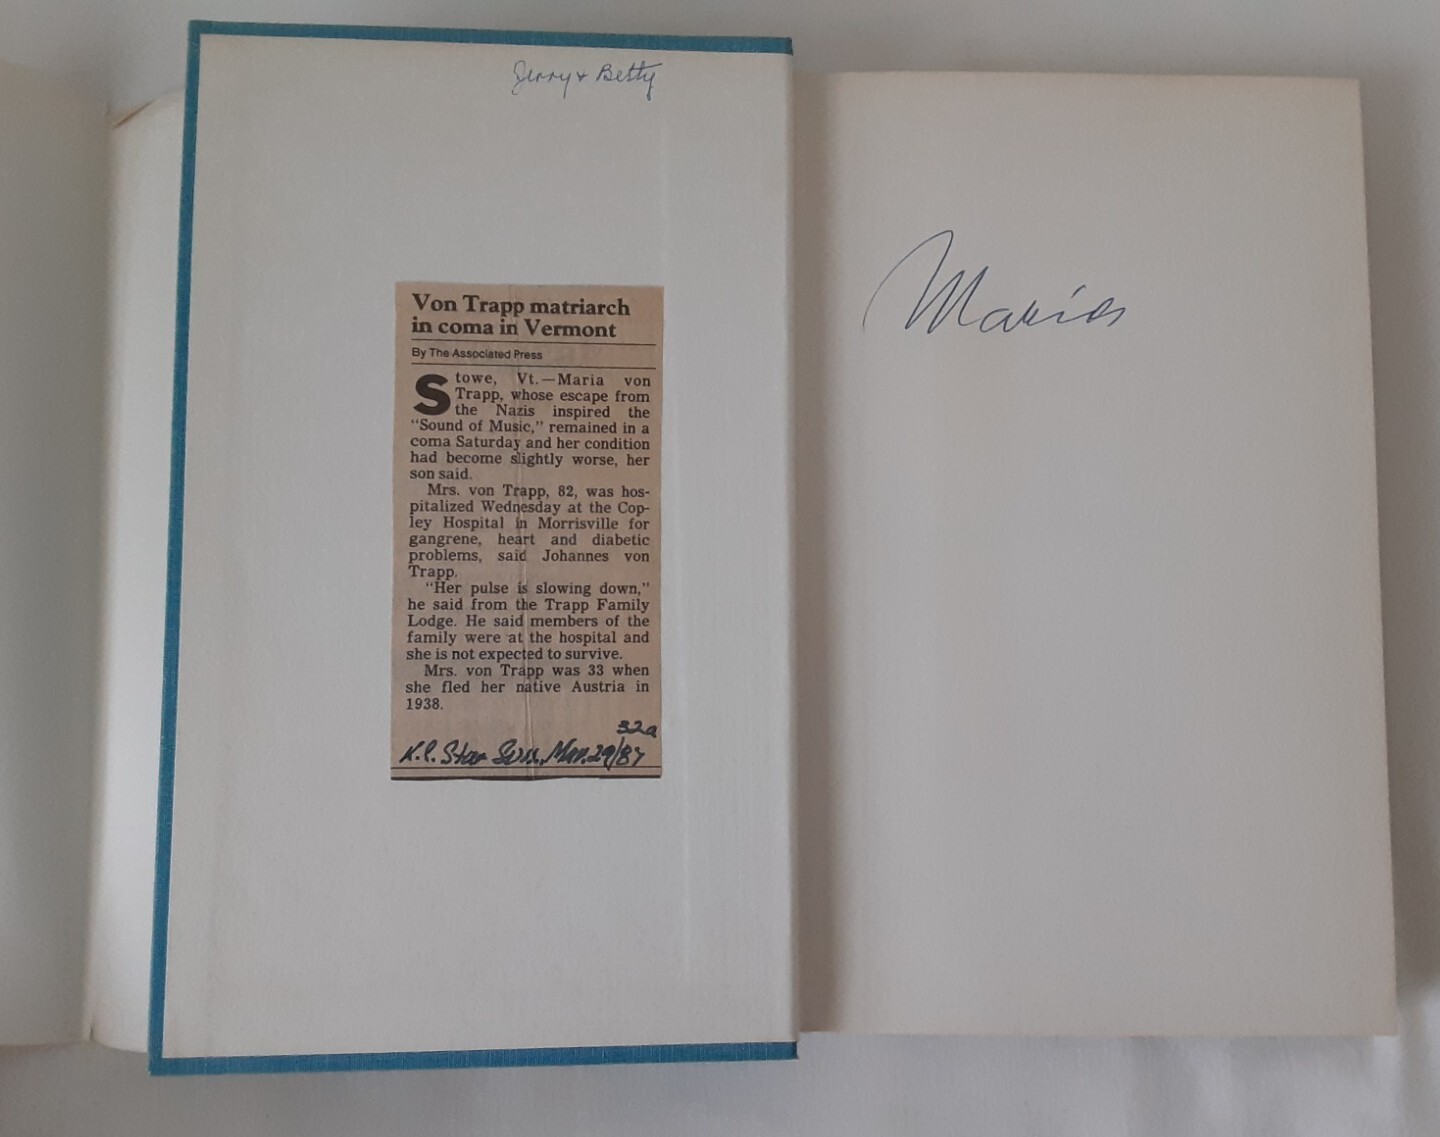 Jerry & Betty
Von Trapp matriarch
in coma in Vermont
By The Associated Press
Stowe, Vt.—Maria von
Trapp, whose escape from
the Nazis inspired the
"Sound of Music," remained in a
coma Saturday and her condition
had become slightly worse, her
son said.
Mrs. von Trapp, 82, was hos-
pitalized Wednesday at the Cop-
ley Hospital in Morrisville for
gangrene, heart and diabetic
problems, said Johannes von
Trapp.
"Her pulse is slowing down,"
he said from the Trapp Family
Lodge. He said members of the
family were at the hospital and
she is not expected to survive.
Mrs. von Trapp was 33 when
she fled her native Austria in
1938.
32a
K.C. Star Sun., Mar. 29/87
Maria